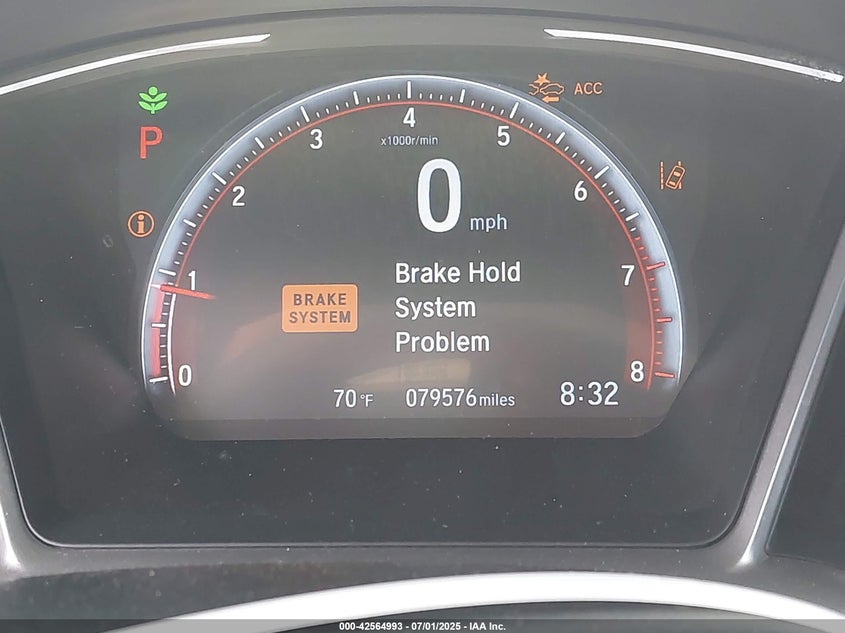 ACC
P
0
1
2
3
4
5
6
7
8
x1000r/min
0 mph
BRAKE
SYSTEM
Brake Hold
System
Problem
70°F 079576 miles 8:32
000-42564993 - 07/01/2025 - IAA Inc.